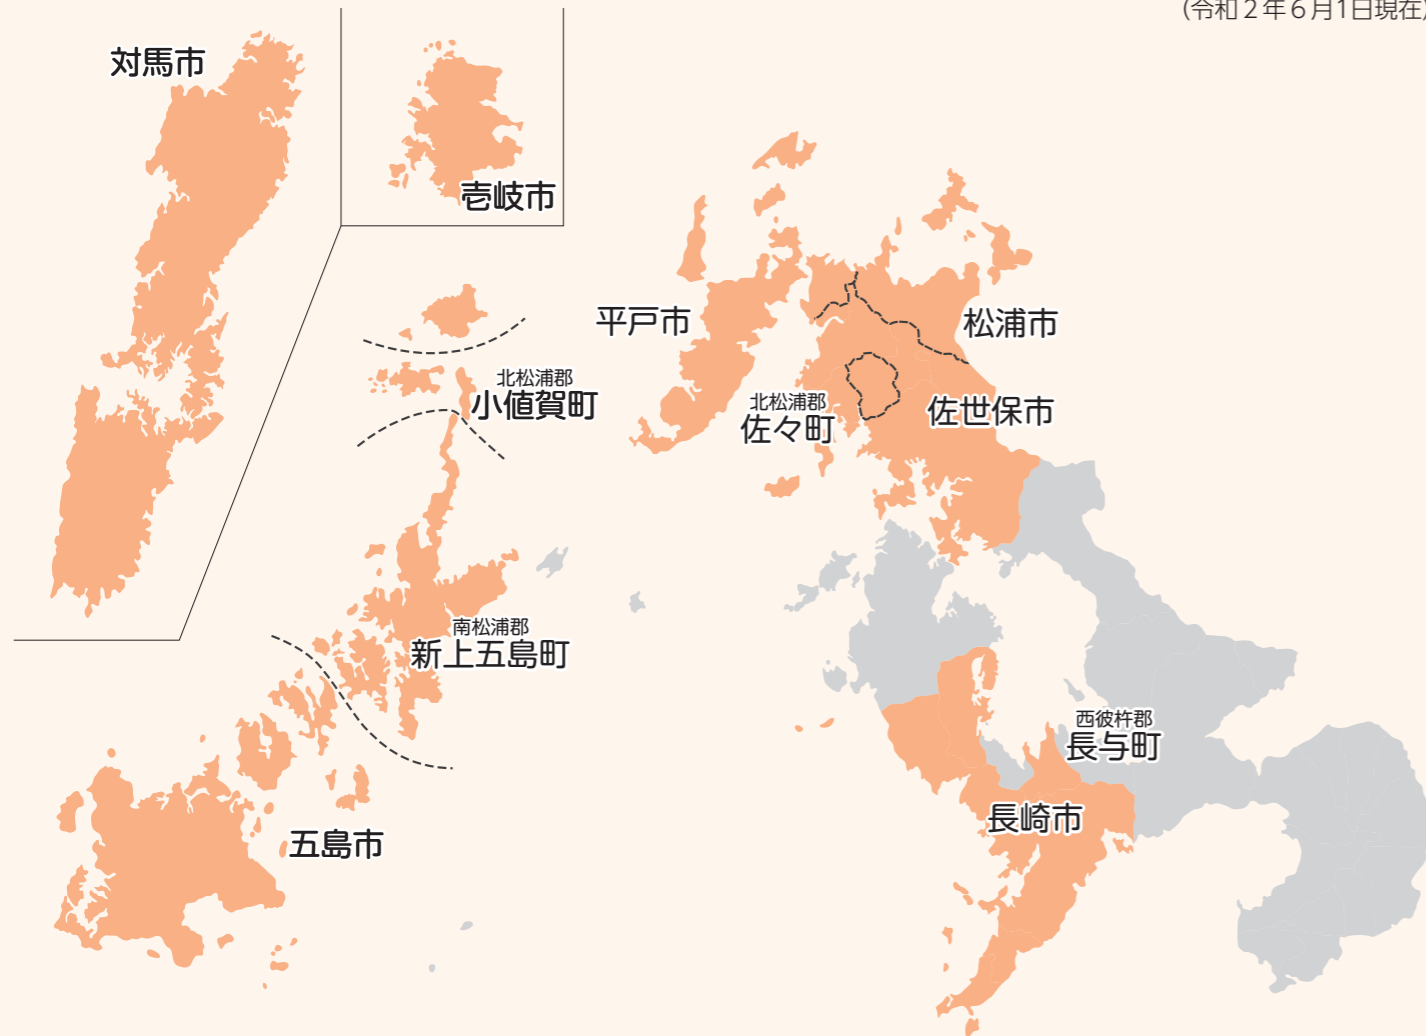 (令和２年６月1日現在)
対馬市
壱岐市
平戸市
松浦市
北松浦郡
小値賀町
北松浦郡
佐々町
佐世保市
南松浦郡
新上五島町
西彼杵郡
長与町
長崎市
五島市